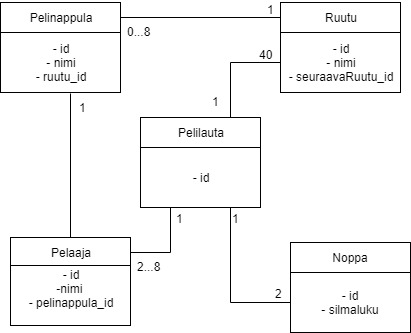 Pelinappula
- id
- nimi
- ruutu_id
1
0...8
Ruutu
- id
- nimi
- seuraavaRuutu_id
40
1
1
Pelilauta
- id
1
1
Pelaaja
- id
-nimi
- pelinappula_id
2...8
2
Noppa
- id
- silmaluku